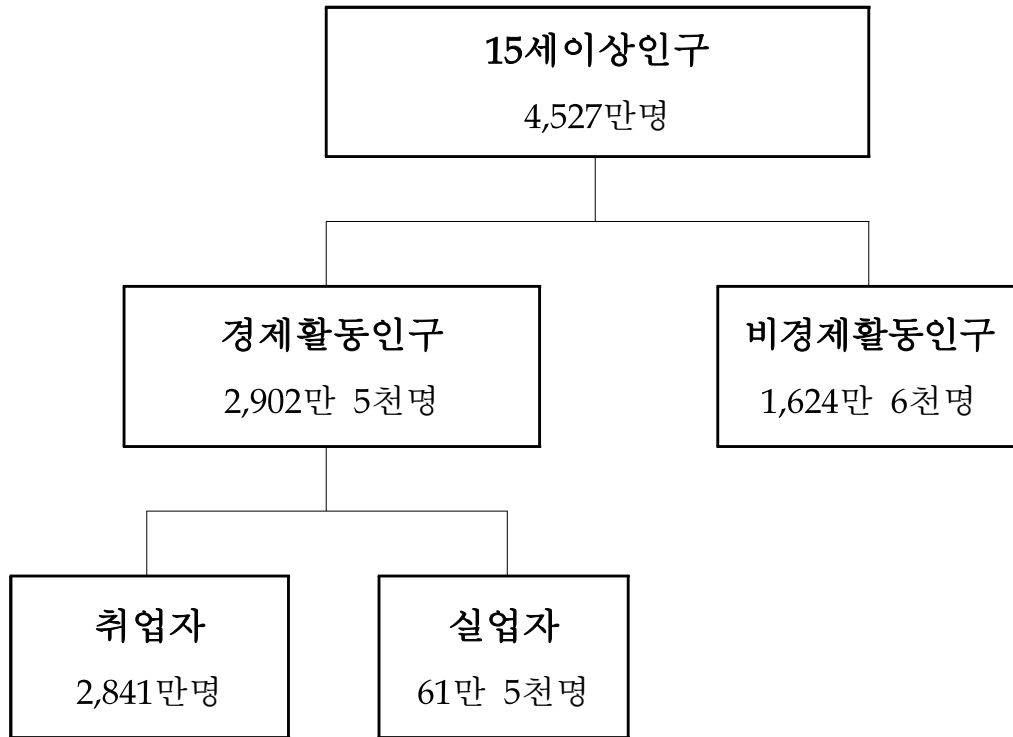 15세이상인구
4,527만명
경제활동인구
2,902만 5천명
비경제활동인구
1,624만 6천명
취업자
2,841만명
실업자
61만 5천명